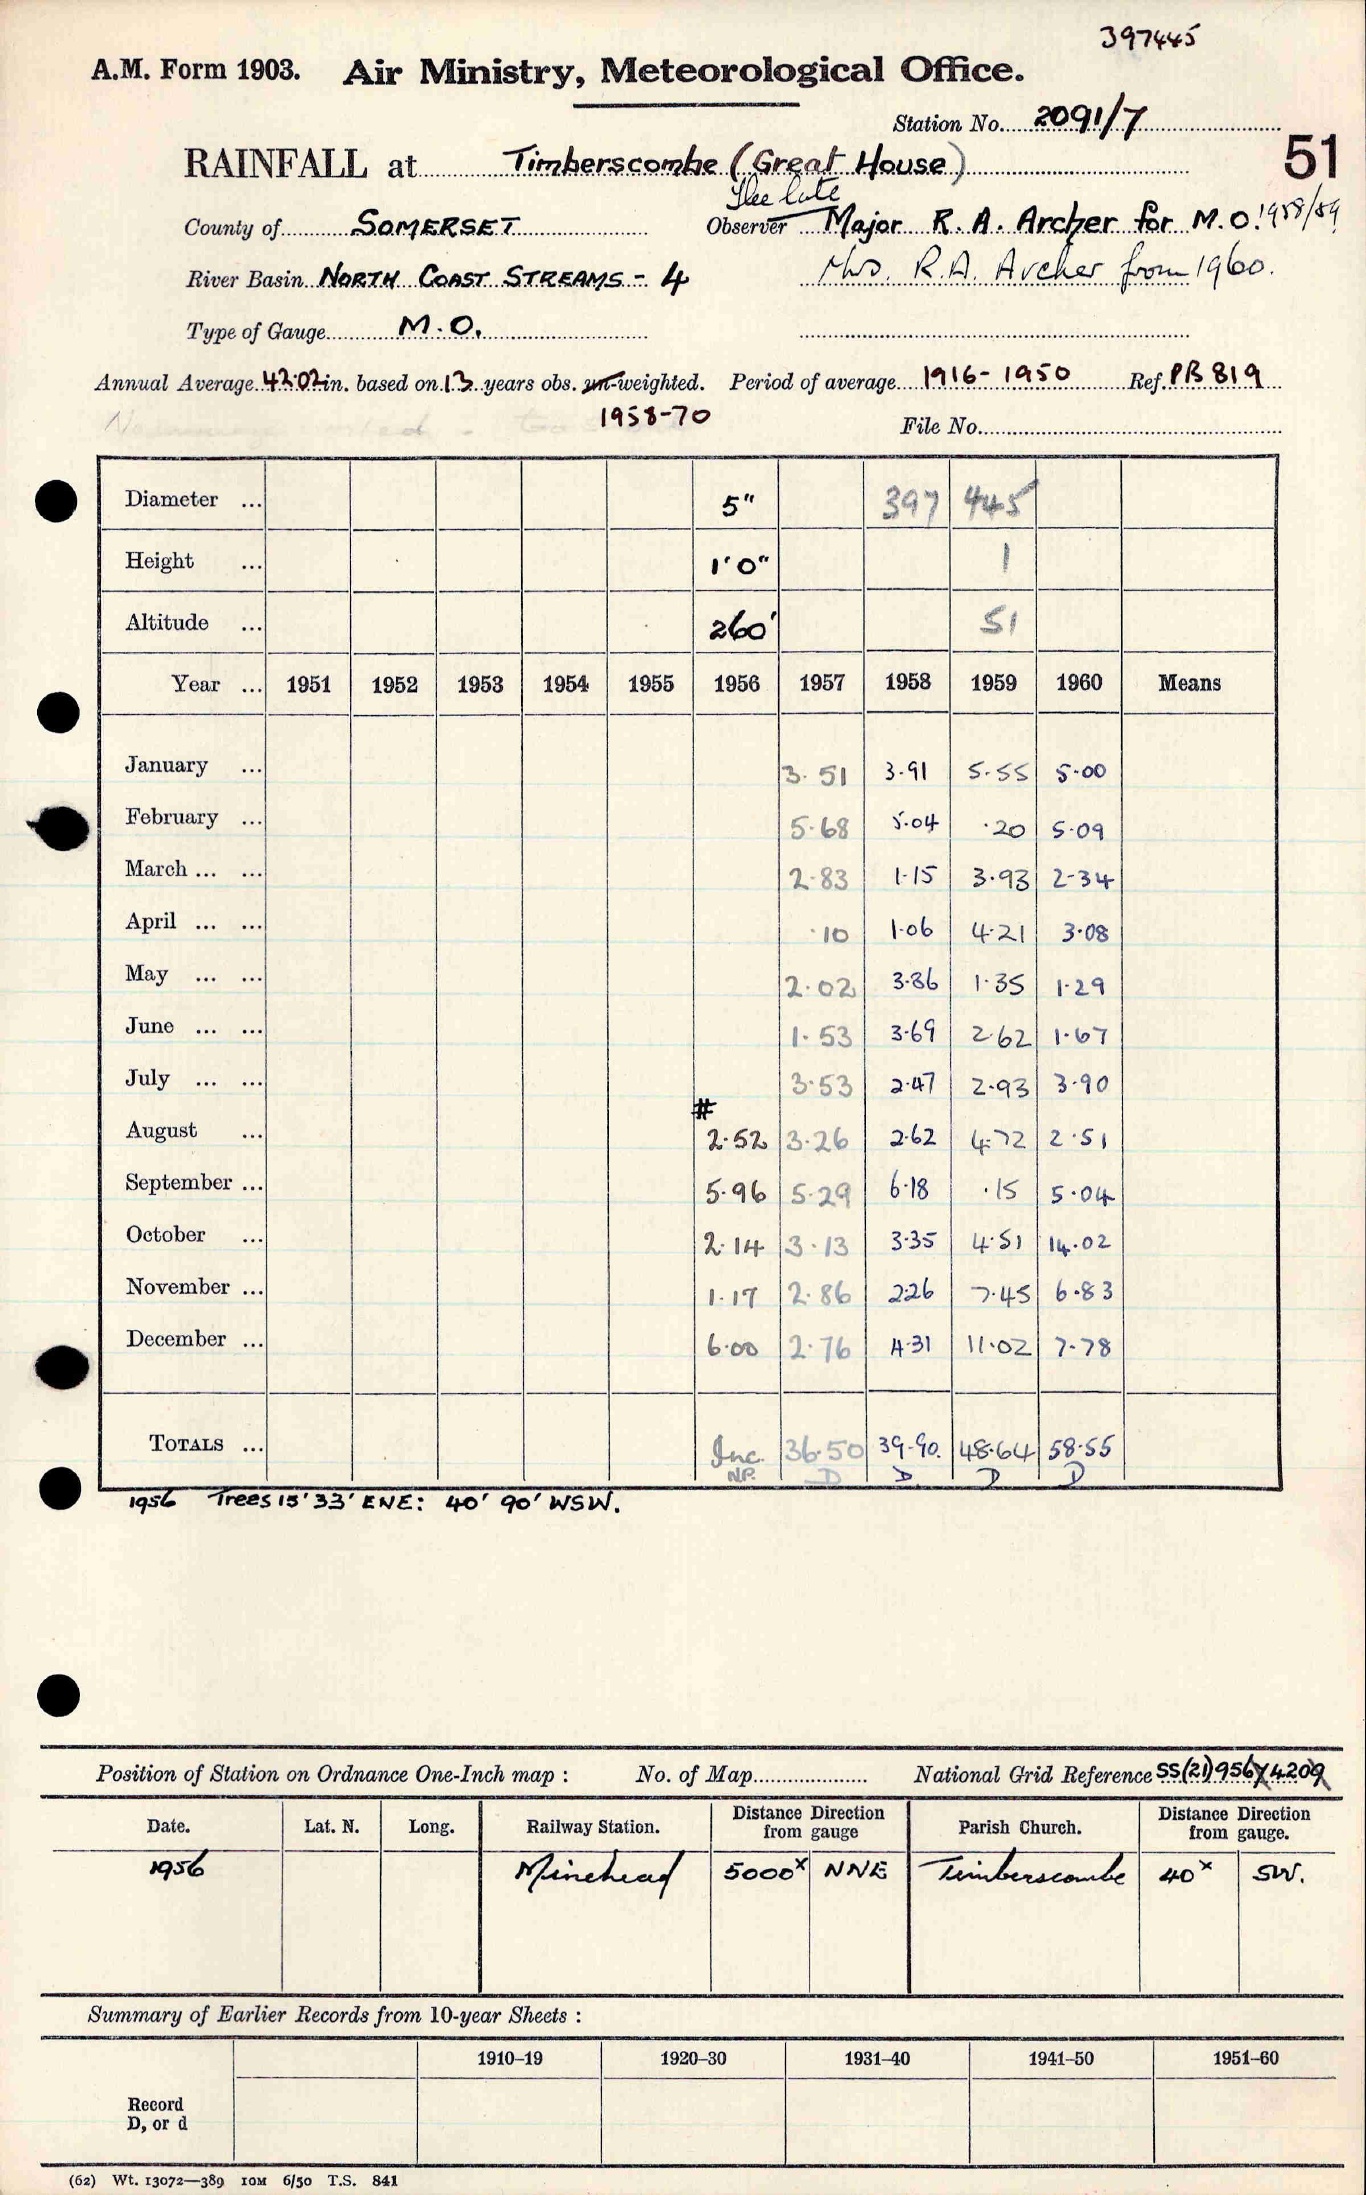 397445
A.M. Form 1903. Air Ministry, Meteorological Office.
Station No. 2091/7
51
RAINFALL at Timberscombe (Great House)
The late
County of SOMERSET Observer Major R. A. Archer for M.O. 1958/59
River Basin NORTH COAST STREAMS - 4 Mrs. R.A. Archer from 1960.
Type of Gauge M.O.
Annual Average 42.02 in. based on 13 years obs. un-weighted. Period of average 1916-1950 Ref. PB 819
1958-70 File No.
Diameter ... 5" 397 445
Height ... 1'0" 1
Altitude ... 260' 51
Year ... 1951 1952 1953 1954 1955 1956 1957 1958 1959 1960 Means
January ... 3.51 3.91 5.55 5.00
February ... 5.68 5.04 .20 5.09
March ... ... 2.83 1.15 3.93 2.34
April ... ... .10 1.06 4.21 3.08
May ... ... 2.02 3.86 1.35 1.29
June ... ... 1.53 3.69 2.62 1.67
July ... ... 3.53 2.47 2.93 3.90
#
August ... 2.52 3.26 2.62 4.72 2.51
September ... 5.96 5.29 6.18 .15 5.04
October ... 2.14 3.13 3.35 4.51 14.02
November ... 1.17 2.86 2.26 7.45 6.83
December ... 6.00 2.76 4.31 11.02 7.78
TOTALS ... Inc. 36.50 39.90 48.64 58.55
N.P. D D D D
1956 Trees 15' 33' ENE: 40' 90' WSW.
Position of Station on Ordnance One-Inch map : No. of Map National Grid Reference SS(21)956 4209
Date. Lat. N. Long. Railway Station. Distance Direction from gauge Parish Church. Distance Direction from gauge.
1956 Minehead 5000x NNE Timberscombe 40x SW.
Summary of Earlier Records from 10-year Sheets :
1910–19 1920–30 1931–40 1941–50 1951–60
Record
D, or d
(62) Wt. 13072—389 10M 6/50 T.S. 841